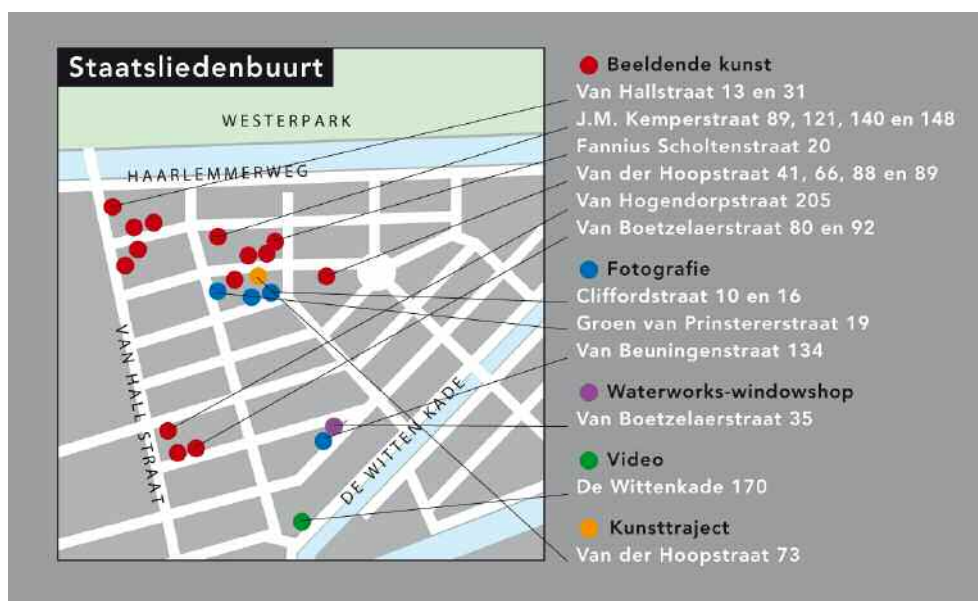 Staatsliedenbuurt
WESTERPARK
HAARLEMMERWEG
VAN HALL STRAAT
DE WITTEN KADE
Beeldende kunst
Van Hallstraat 13 en 31
J.M. Kemperstraat 89, 121, 140 en 148
Fannius Scholtenstraat 20
Van der Hoopstraat 41, 66, 88 en 89
Van Hogendorpstraat 205
Van Boetzelaerstraat 80 en 92
Fotografie
Cliffordstraat 10 en 16
Groen van Prinstererstraat 19
Van Beuningenstraat 134
Waterworks-windowshop
Van Boetzelaerstraat 35
Video
De Wittenkade 170
Kunsttraject
Van der Hoopstraat 73